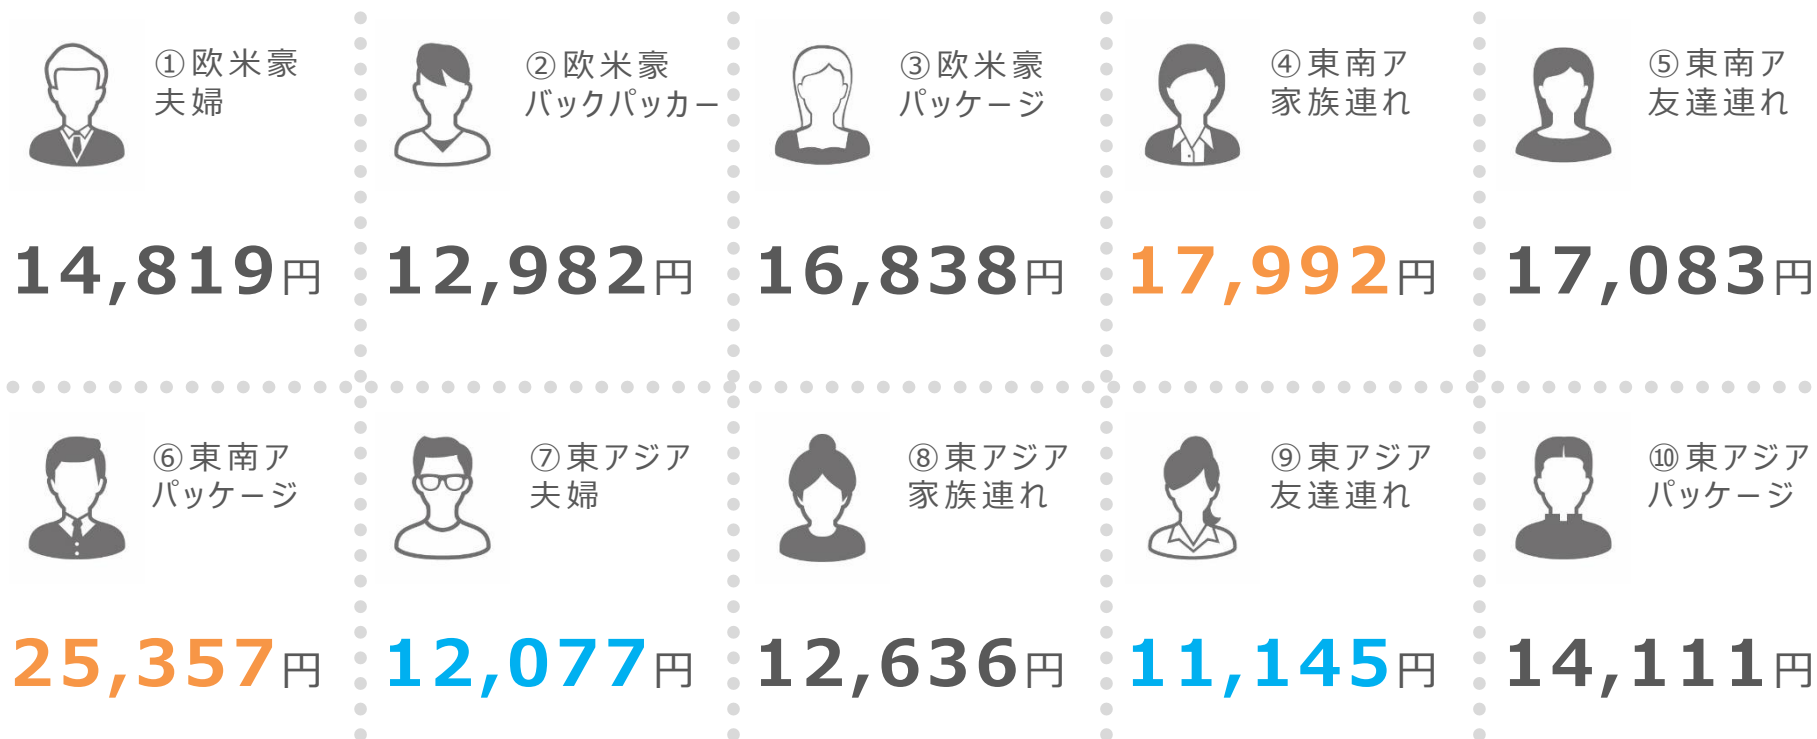 ①欧米豪
夫婦
14,819円
②欧米豪
バックパッカー
12,982円
③欧米豪
パッケージ
16,838円
④東南ア
家族連れ
17,992円
⑤東南ア
友達連れ
17,083円
⑥東南ア
パッケージ
25,357円
⑦東アジア
夫婦
12,077円
⑧東アジア
家族連れ
12,636円
⑨東アジア
友達連れ
11,145円
⑩東アジア
パッケージ
14,111円